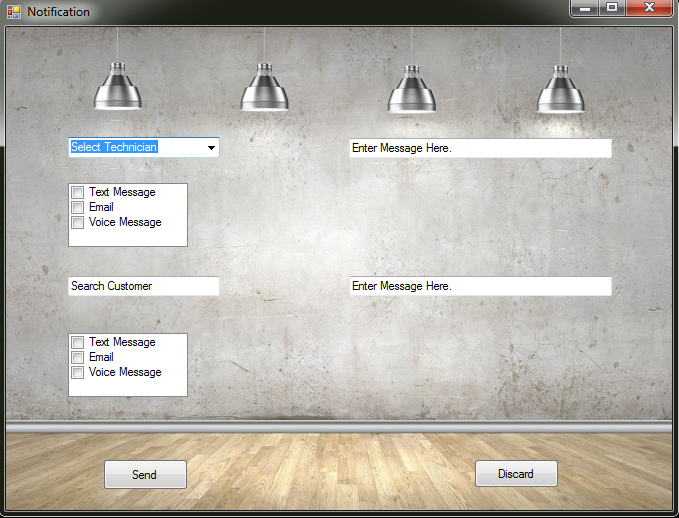 Notification
Select Technician
Enter Message Here.
Text Message
Email
Voice Message
Search Customer
Enter Message Here.
Text Message
Email
Voice Message
Send
Discard